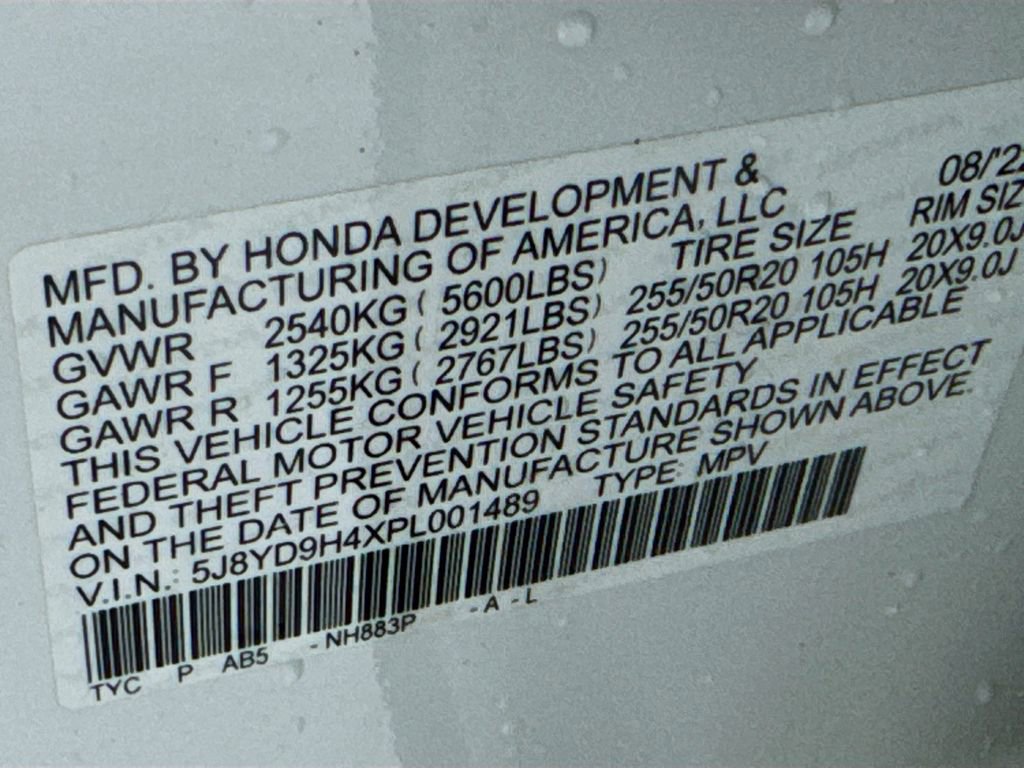 08/'22
MFD. BY HONDA DEVELOPMENT &
MANUFACTURING OF AMERICA, LLC
TIRE SIZE RIM SIZ
GVWR 2540KG ( 5600LBS)
GAWR F 1325KG ( 2921LBS) 255/50R20 105H 20X9.0J
GAWR R 1255KG ( 2767LBS) 255/50R20 105H 20X9.0J
THIS VEHICLE CONFORMS TO ALL APPLICABLE
FEDERAL MOTOR VEHICLE SAFETY
AND THEFT PREVENTION STANDARDS IN EFFECT
ON THE DATE OF MANUFACTURE SHOWN ABOVE.
V.I.N.: 5J8YD9H4XPL001489 TYPE: MPV
TYC P AB5 - NH883P - A - L